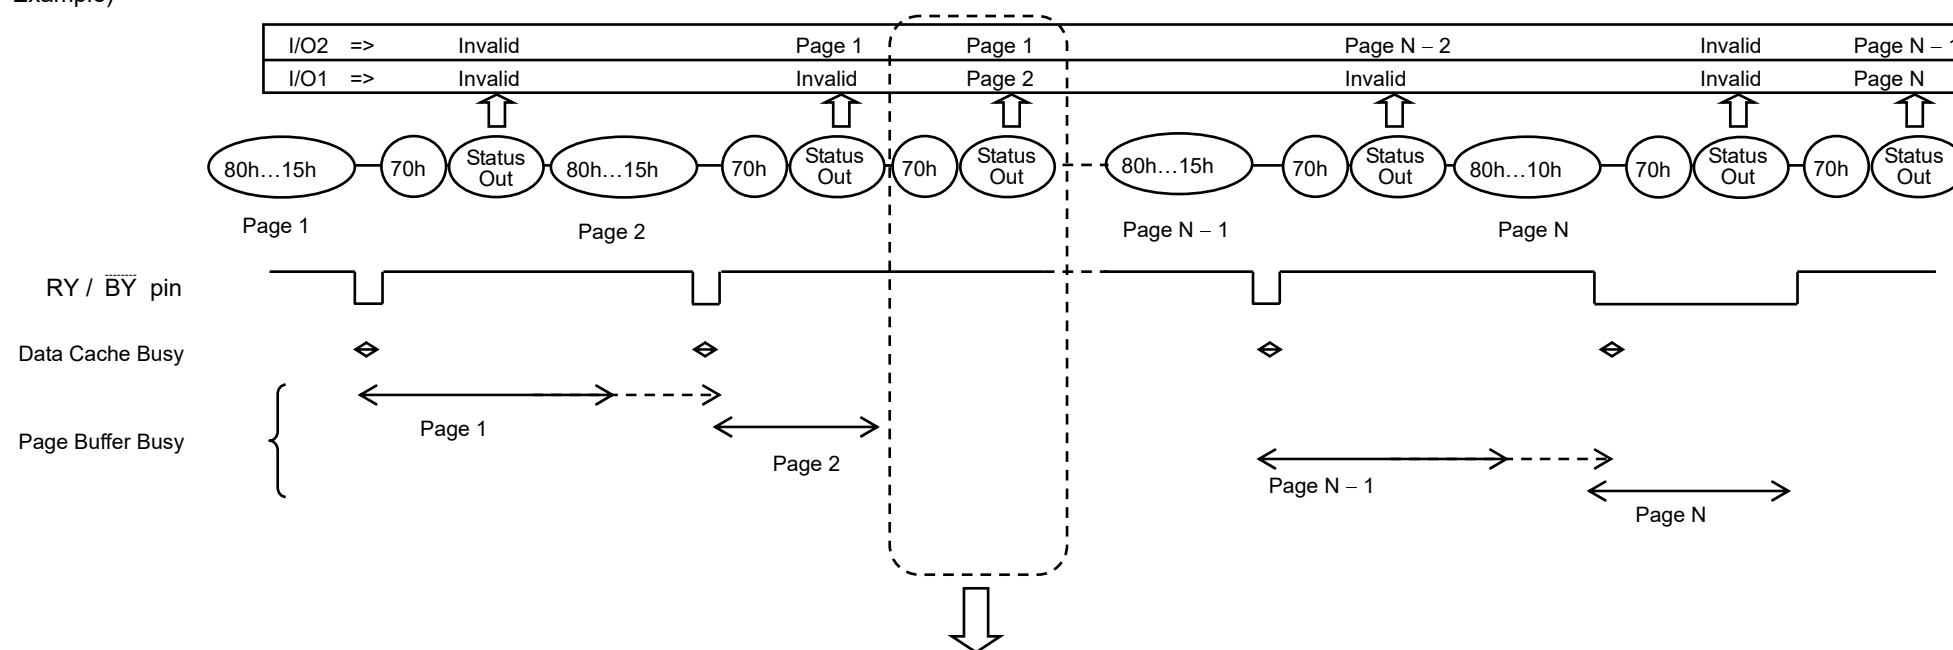 Example)
I/O2 => Invalid Page 1 Page 1 Page N – 2 Invalid Page N – 1
I/O1 => Invalid Invalid Page 2 Invalid Invalid Page N
80h…15h 70h Status Out 80h…15h 70h Status Out 70h Status Out 80h…15h 70h Status Out 80h…10h 70h Status Out 70h Status Out
Page 1 Page 2 Page N – 1 Page N
RY / BY pin
Data Cache Busy
Page 1
Page Buffer Busy
Page 2
Page N – 1
Page N